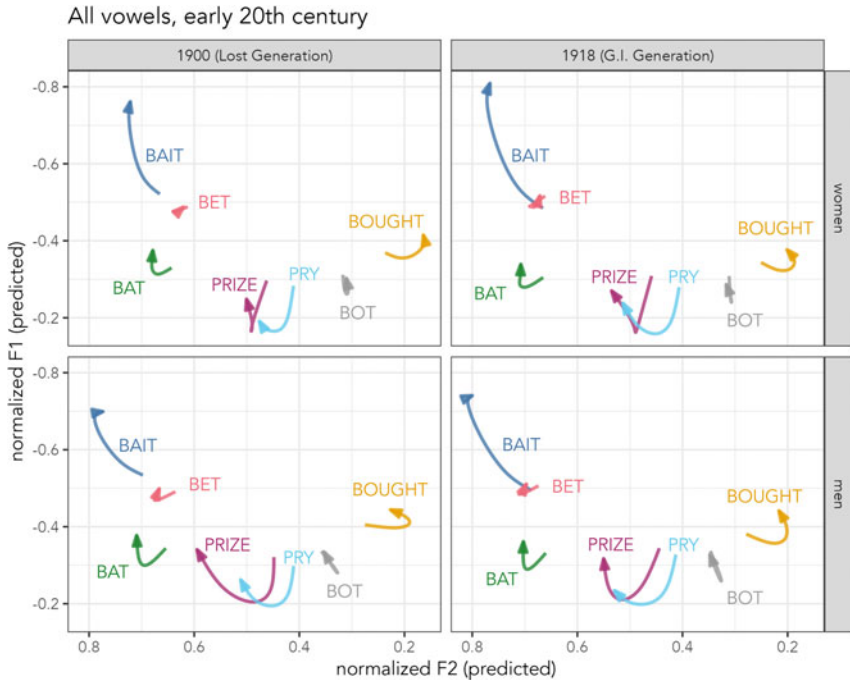 All vowels, early 20th century
1900 (Lost Generation)
1918 (G.I. Generation)
-0.8
-0.6
-0.4
-0.2
BAIT
BET
BOUGHT
BAT
PRIZE
PRY
BOT
BAIT
BET
BOUGHT
BAT
PRIZE
PRY
BOT
women
normalized F1 (predicted)
-0.8
-0.6
-0.4
-0.2
BAIT
BET
BOUGHT
BAT
PRIZE
PRY
BOT
BAIT
BET
BOUGHT
BAT
PRIZE
PRY
BOT
men
0.8 0.6 0.4 0.2
0.8 0.6 0.4 0.2
normalized F2 (predicted)